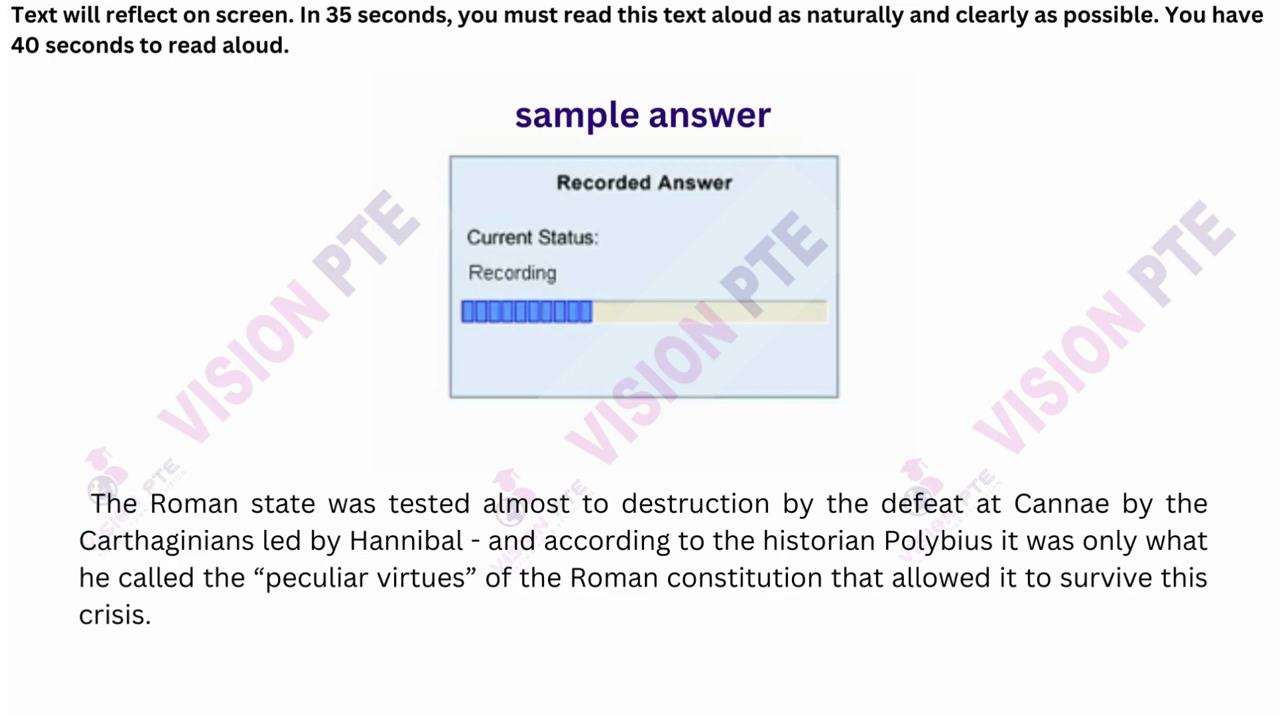 Text will reflect on screen. In 35 seconds, you must read this text aloud as naturally and clearly as possible. You have
40 seconds to read aloud.
sample answer
Recorded Answer
Current Status:
Recording
VISION PTE
VISION PTE
VISION PTE
The Roman state was tested almost to destruction by the defeat at Cannae by the
Carthaginians led by Hannibal - and according to the historian Polybius it was only what
he called the “peculiar virtues” of the Roman constitution that allowed it to survive this
crisis.